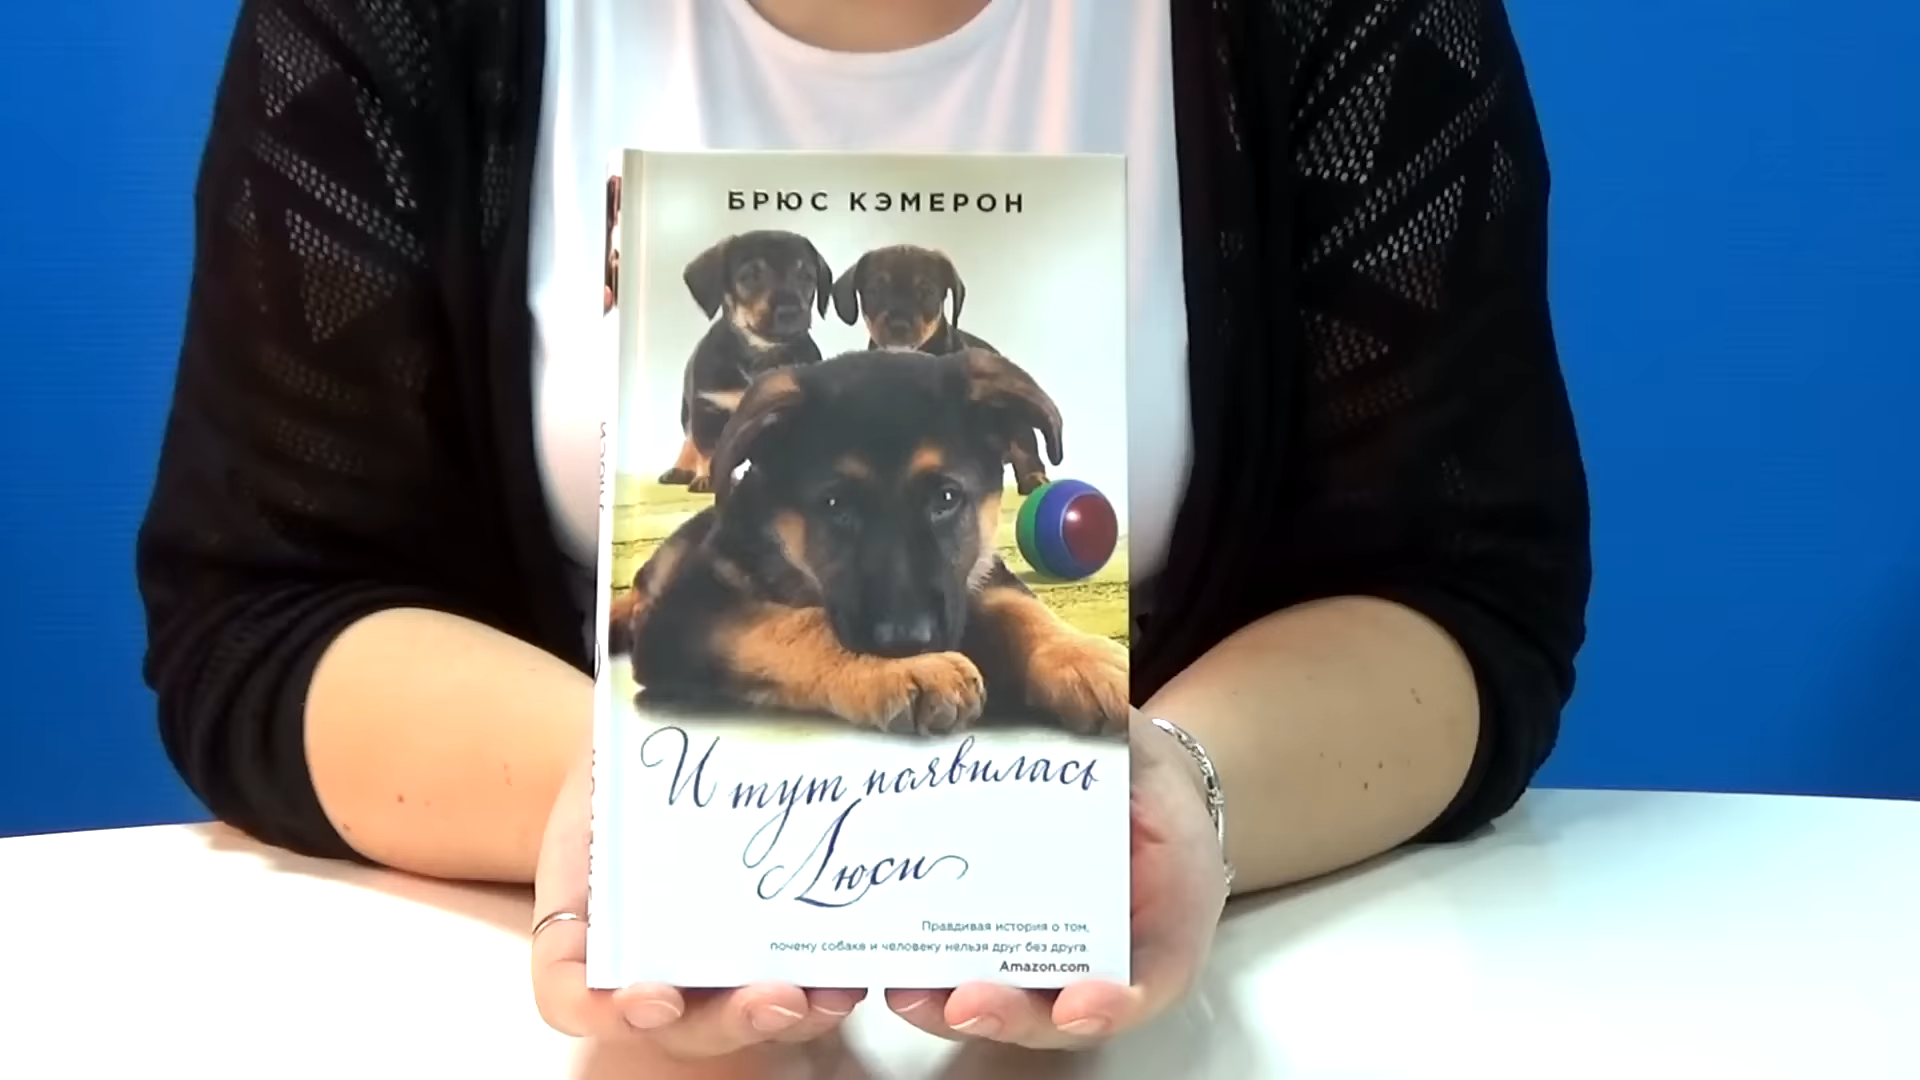 БРЮС КЭМЕРОН
И тут появилась
Люси
Правдивая история о том,
почему собаке и человеку нельзя друг без друга.
Amazon.com